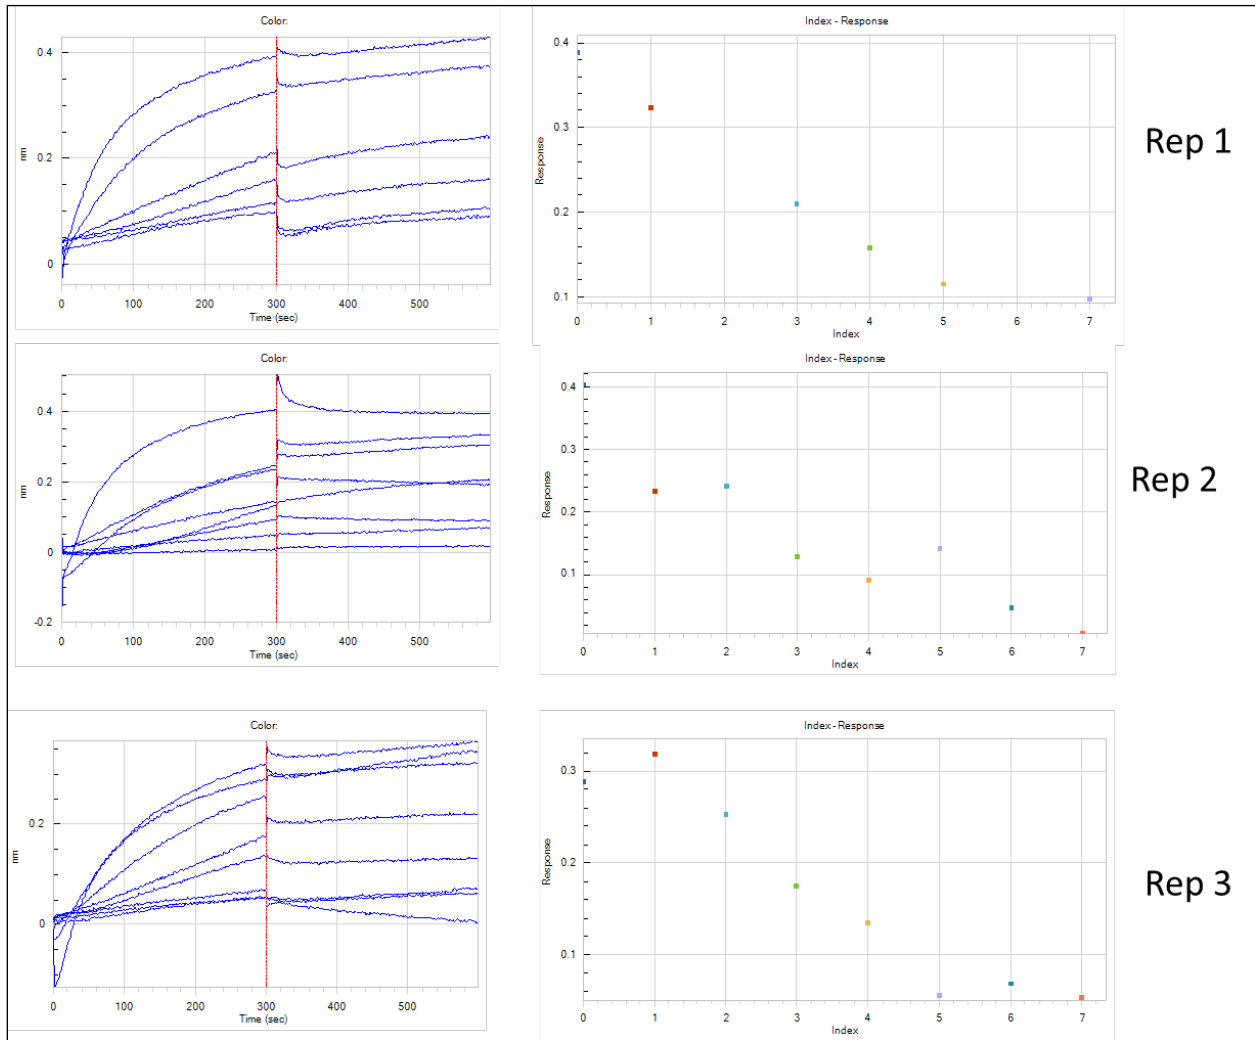 Color:
0.4
0.2
0
nm
0 100 200 300 400 500
Time (sec)
Index - Response
0.4
0.3
0.2
0.1
Response
0 1 2 3 4 5 6 7
Index
Rep 1
Color:
0.4
0.2
0
-0.2
nm
0 100 200 300 400 500
Time (sec)
Index - Response
0.4
0.3
0.2
0.1
Response
0 1 2 3 4 5 6 7
Index
Rep 2
Color:
0.2
0
nm
0 100 200 300 400 500
Time (sec)
Index - Response
0.3
0.2
0.1
Response
0 1 2 3 4 5 6 7
Index
Rep 3